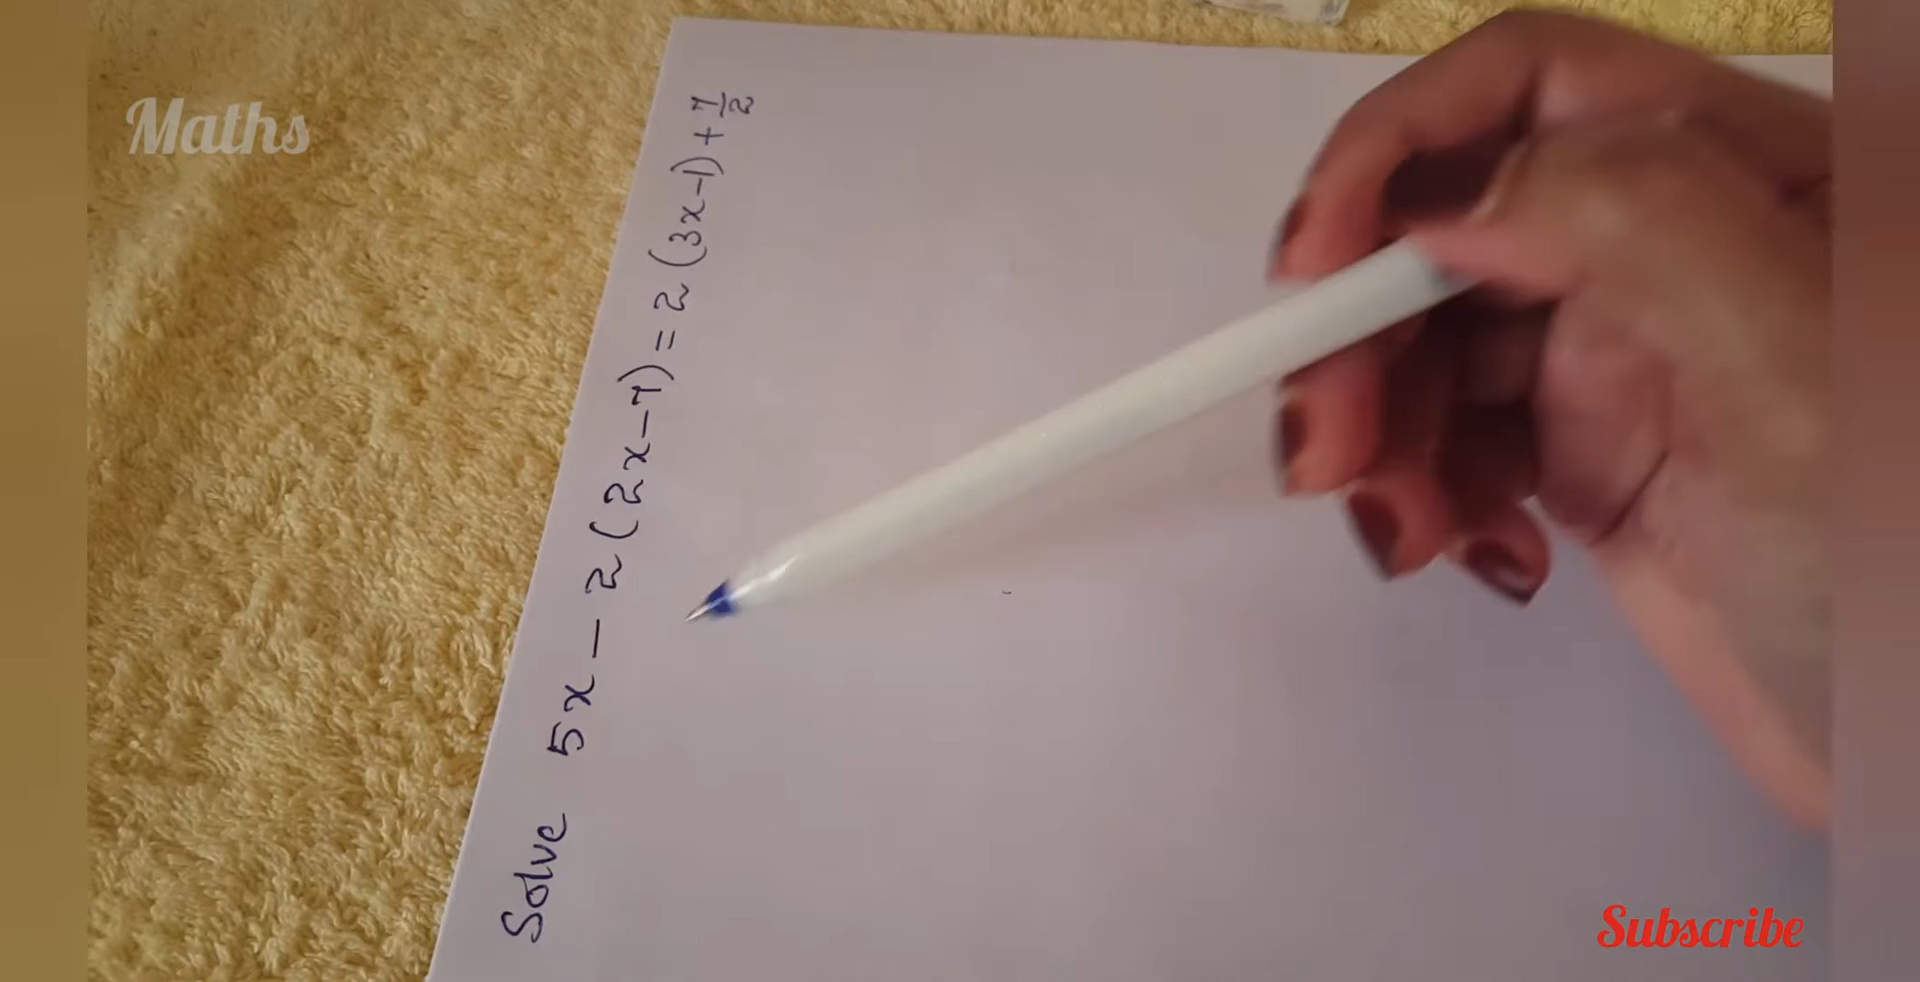 Maths
Solve 5x - 2(2x-7) = 2(3x-1) + 7/2
Subscribe